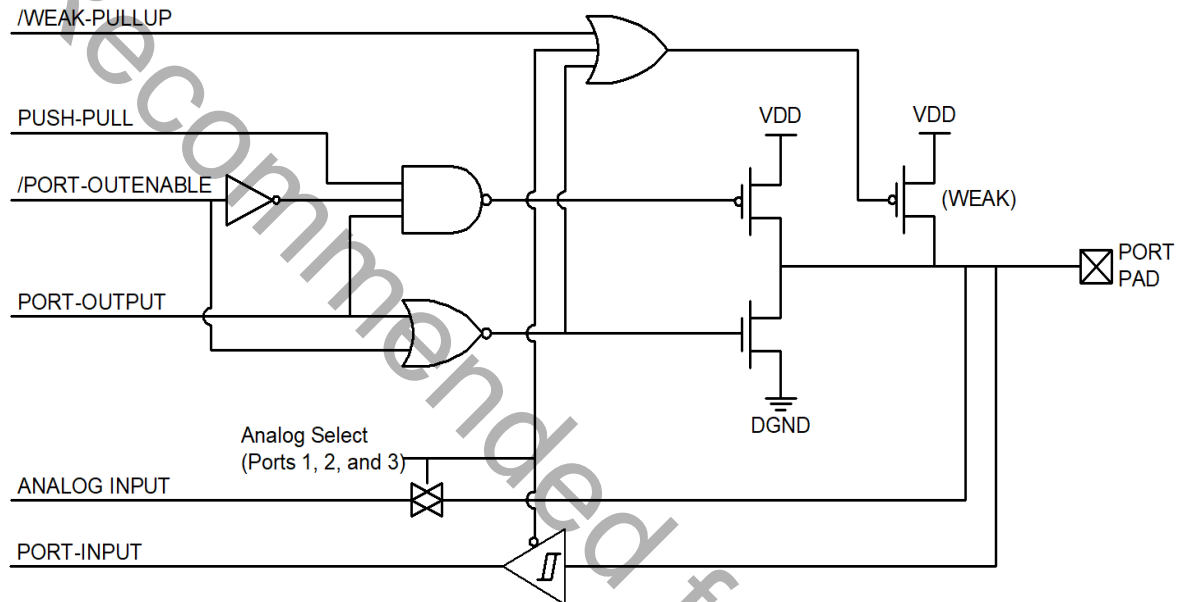 /WEAK-PULLUP
PUSH-PULL
VDD
VDD
/PORT-OUTENABLE
(WEAK)
PORT
PAD
PORT-OUTPUT
DGND
Analog Select
(Ports 1, 2, and 3)
ANALOG INPUT
PORT-INPUT
ecommended f